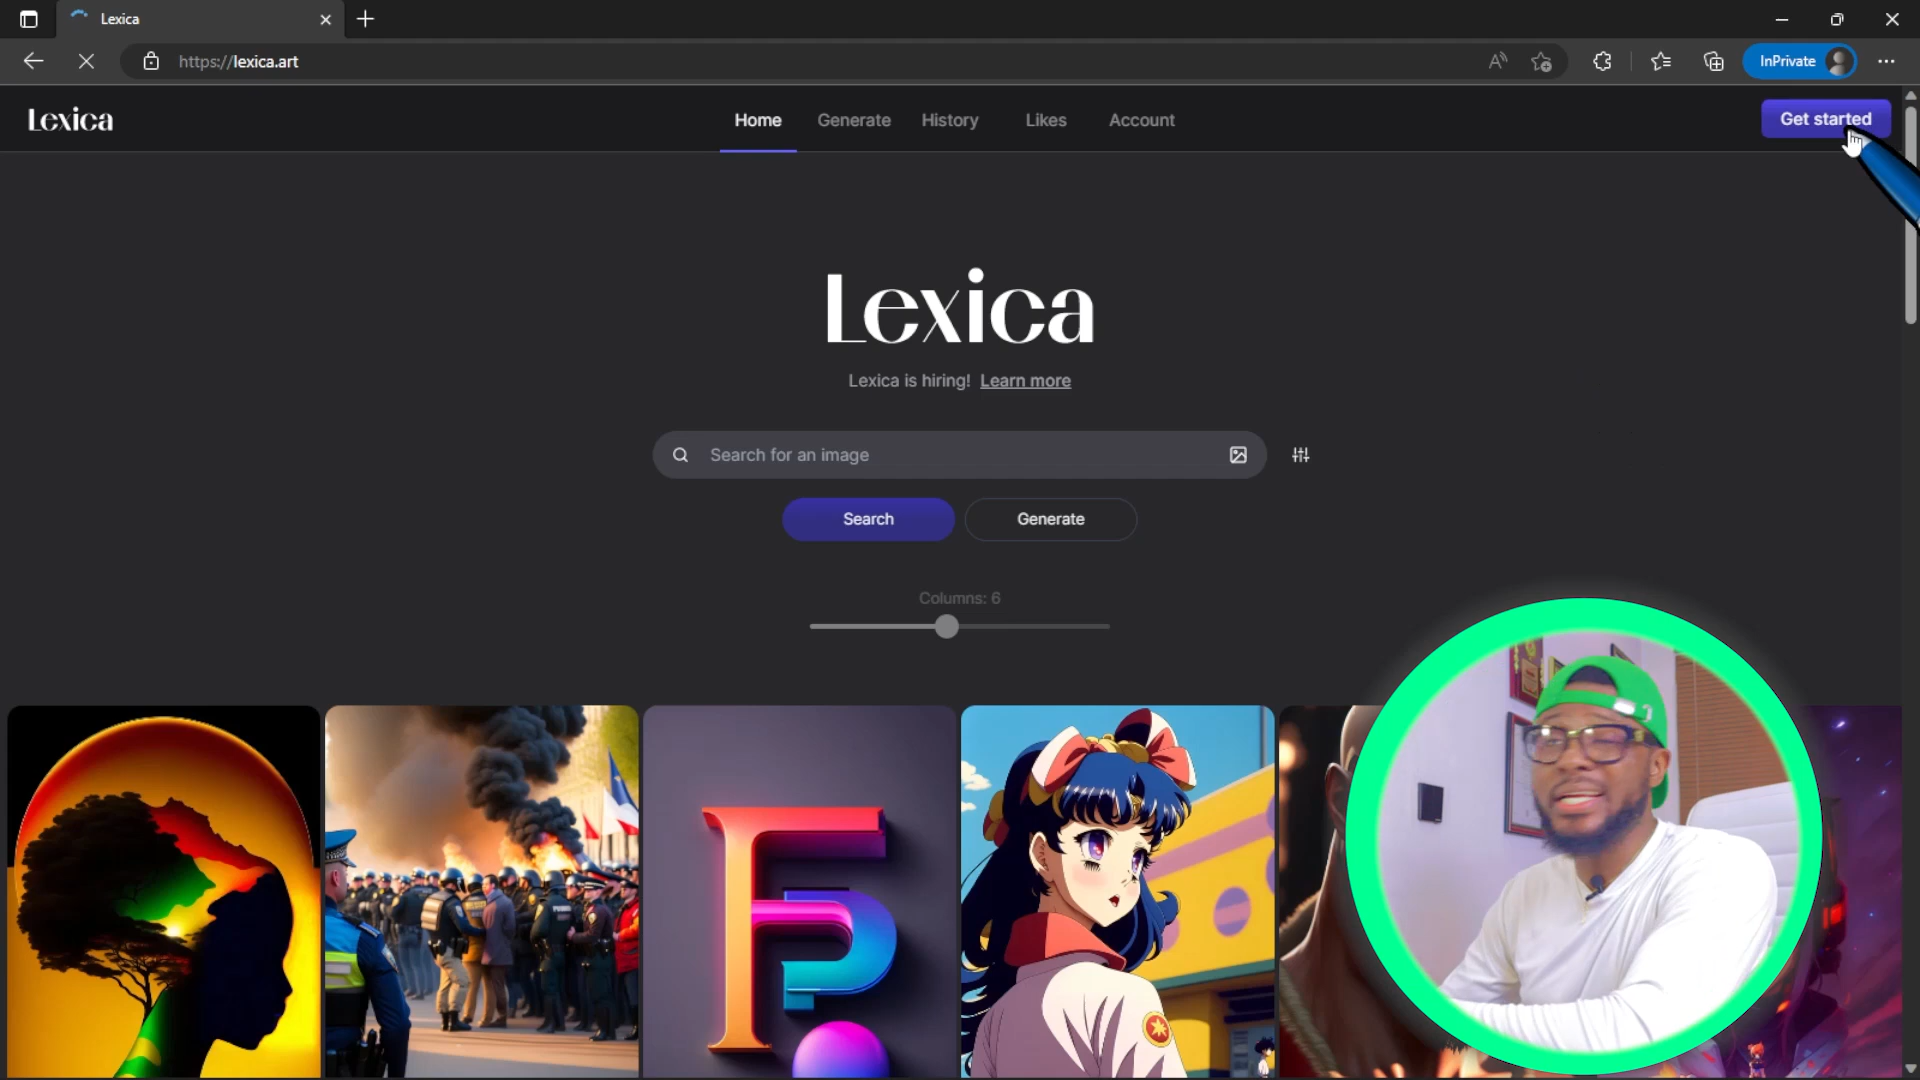 Lexica
https://lexica.art
InPrivate
Lexica
Home
Generate
History
Likes
Account
Get started
Lexica
Lexica is hiring! Learn more
Search for an image
Search
Generate
Columns: 6